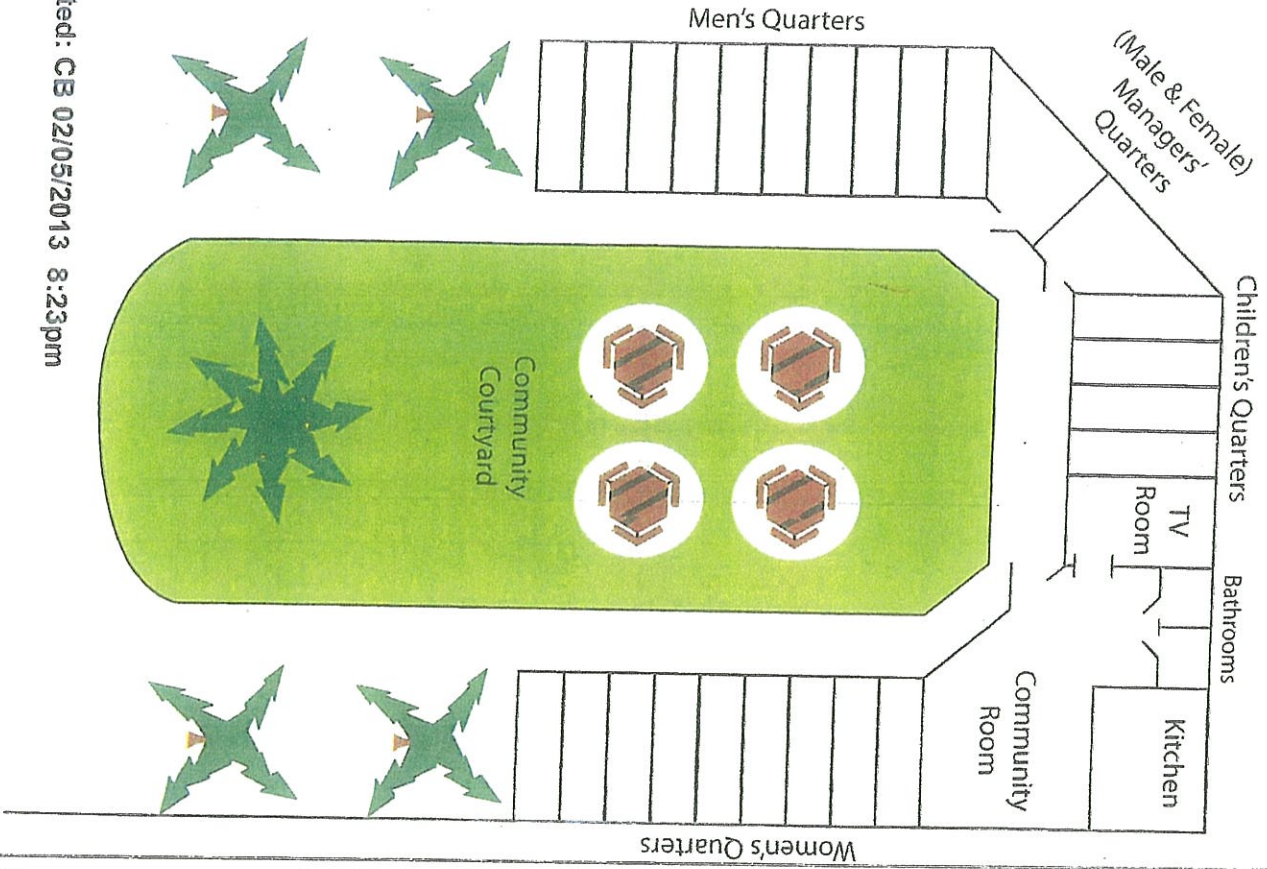 Men's Quarters
(Male & Female)
Managers'
Quarters
Children's Quarters
TV
Room
Bathrooms
Kitchen
Community
Room
Women's Quarters
Community
Courtyard
ted: CB 02/05/2013 8:23pm